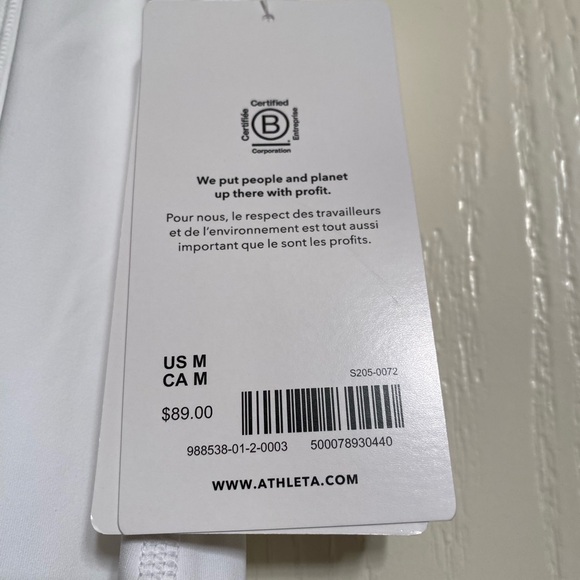 Certified
Certifiée
B
Entreprise
Corporation
We put people and planet
up there with profit.
Pour nous, le respect des travailleurs
et de l'environnement est tout aussi
important que le sont les profits.
US M
CA M
S205-0072
$89.00
988538-01-2-0003 500078930440
WWW.ATHLETA.COM